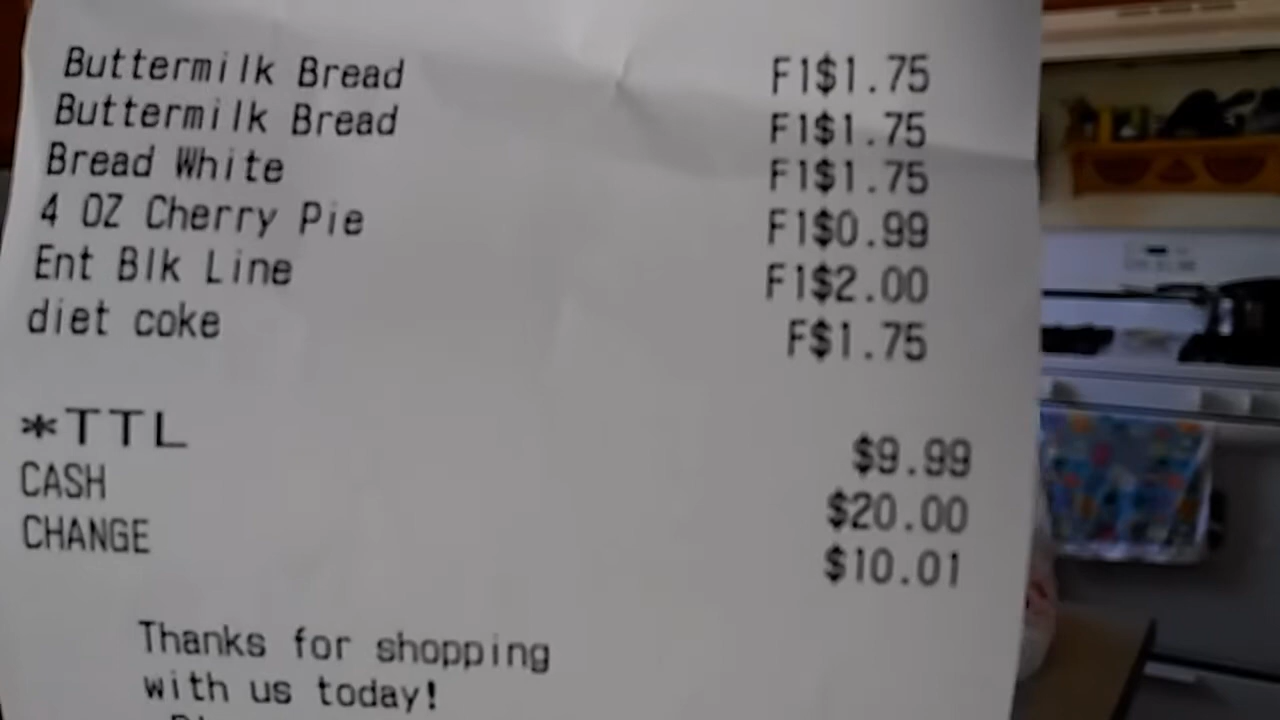 Buttermilk Bread F1$1.75
Buttermilk Bread F1$1.75
Bread White F1$1.75
4 OZ Cherry Pie F1$0.99
Ent Blk Line F1$2.00
diet coke F$1.75
*TTL $9.99
CASH $20.00
CHANGE $10.01
Thanks for shopping
with us today!